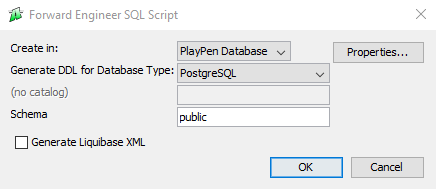 Forward Engineer SQL Script
Create in: PlayPen Database Properties...
Generate DDL for Database Type: PostgreSQL
(no catalog)
Schema public
Generate Liquibase XML
OK Cancel